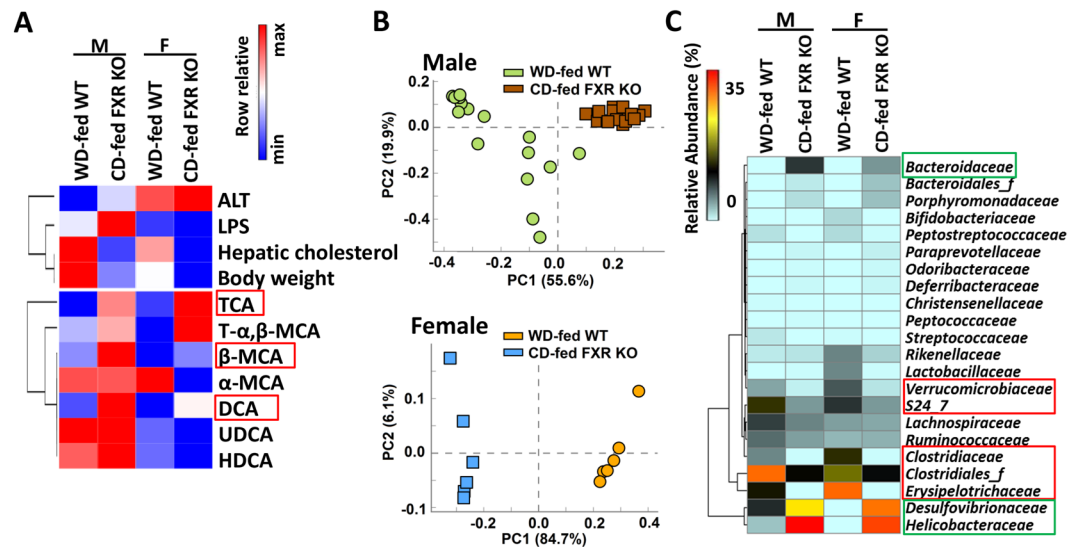 A
M
F
WD-fed WT
CD-fed FXR KO
WD-fed WT
CD-fed FXR KO
Row relative
max
min
ALT
LPS
Hepatic cholesterol
Body weight
TCA
T-α,β-MCA
β-MCA
α-MCA
DCA
UDCA
HDCA
B
Male
WD-fed WT
CD-fed FXR KO
PC2 (19.9%)
0.2
0.0
-0.2
-0.4
-0.4
-0.2
0.0
0.2
PC1 (55.6%)
Female
WD-fed WT
CD-fed FXR KO
PC2 (6.1%)
0.1
0.0
-0.1
-0.2
0.0
0.2
0.4
PC1 (84.7%)
C
M
F
WD-fed WT
CD-fed FXR KO
WD-fed WT
CD-fed FXR KO
Relative Abundance (%)
35
0
Bacteroidaceae
Bacteroidales_f
Porphyromonadaceae
Bifidobacteriaceae
Peptostreptococcaceae
Paraprevotellaceae
Odoribacteraceae
Deferribacteraceae
Christensenellaceae
Peptococcaceae
Streptococcaceae
Rikenellaceae
Lactobacillaceae
Verrucomicrobiaceae
S24_7
Lachnospiraceae
Ruminococcaceae
Clostridiaceae
Clostridiales_f
Erysipelotrichaceae
Desulfovibrionaceae
Helicobacteraceae